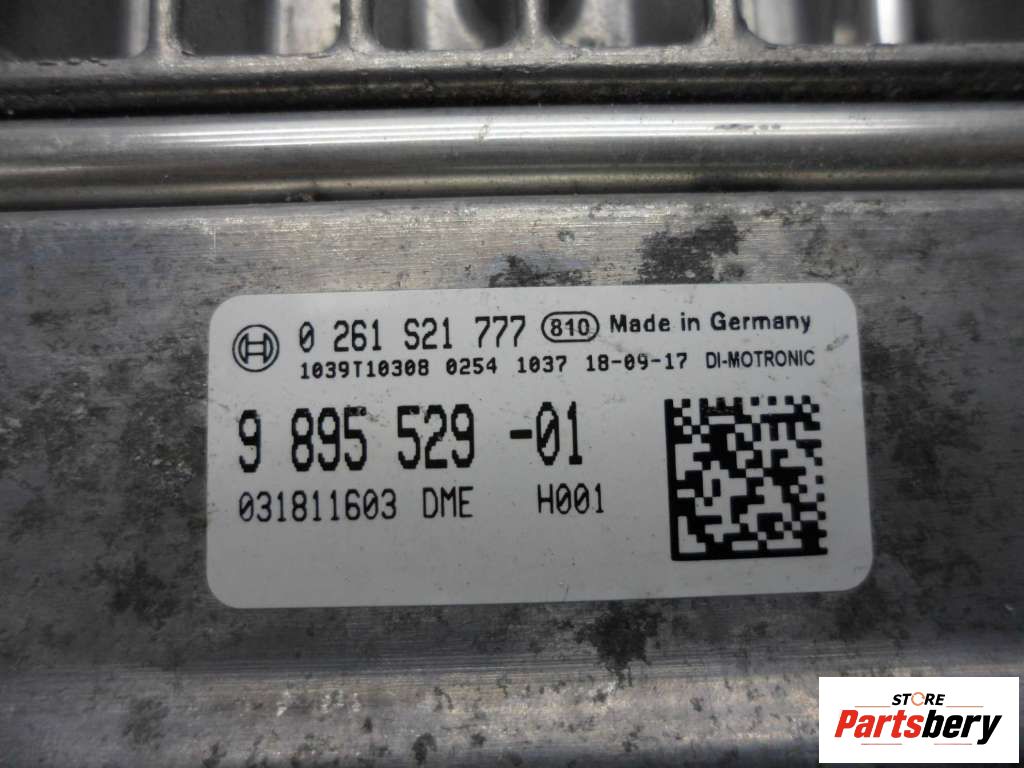 0 261 S21 777 810 Made in Germany
1039T10308 0254 1037 18-09-17 DI-MOTRONIC
9 895 529 -01
031811603 DME H001
STORE
Partsbery